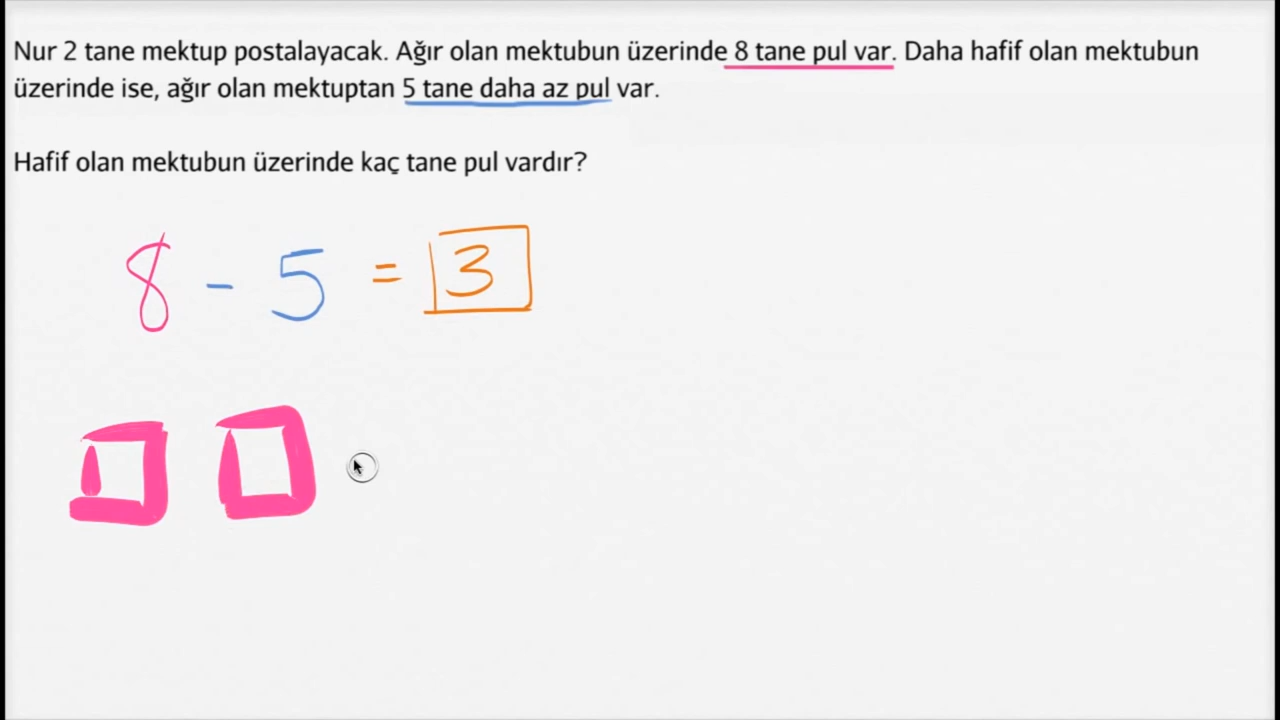 Nur 2 tane mektup postalayacak. Ağır olan mektubun üzerinde 8 tane pul var. Daha hafif olan mektubun
üzerinde ise, ağır olan mektuptan 5 tane daha az pul var.
Hafif olan mektubun üzerinde kaç tane pul vardır?
8 - 5 = 3